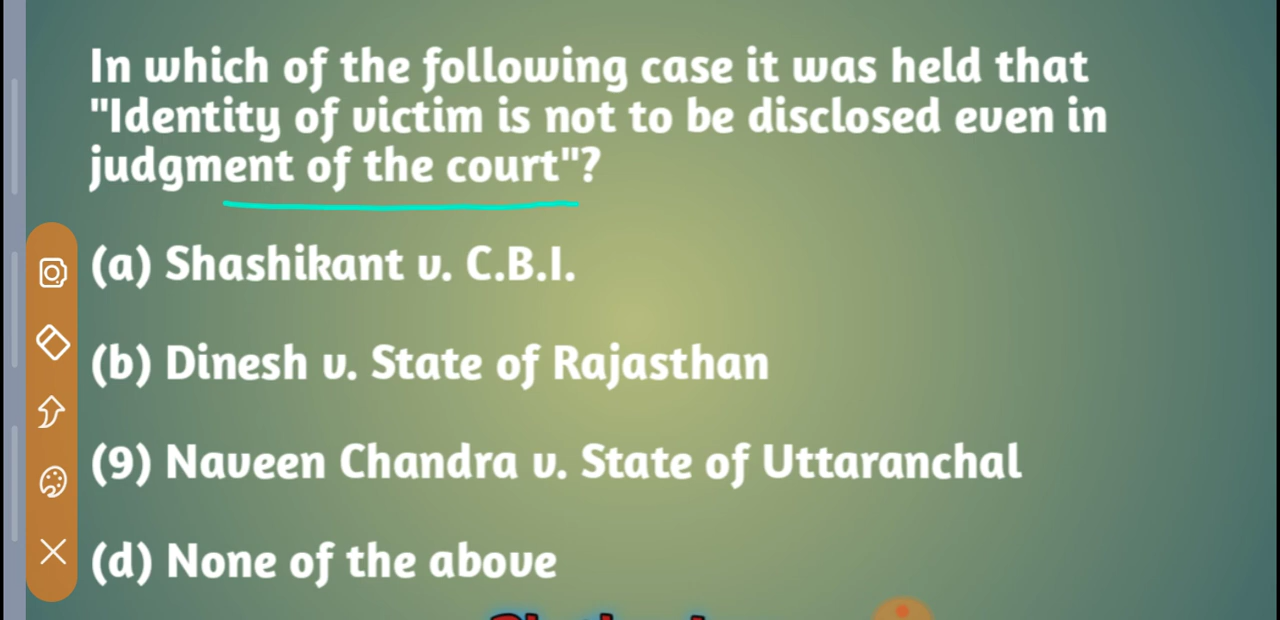 In which of the following case it was held that
"Identity of victim is not to be disclosed even in
judgment of the court"?
(a) Shashikant v. C.B.I.
(b) Dinesh v. State of Rajasthan
(9) Naveen Chandra v. State of Uttaranchal
(d) None of the above